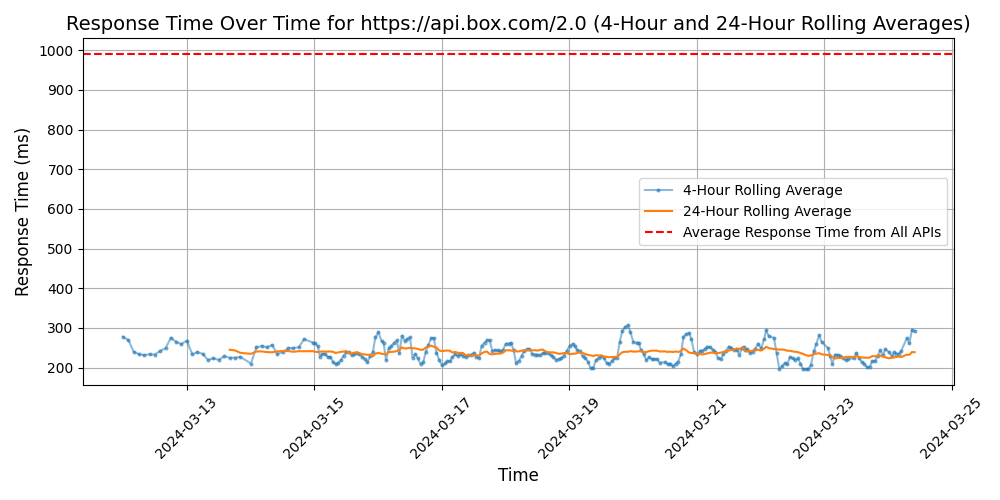 Response Time Over Time for https://api.box.com/2.0 (4-Hour and 24-Hour Rolling Averages)
Response Time (ms)
1000
900
800
700
600
500
400
300
200
4-Hour Rolling Average
24-Hour Rolling Average
Average Response Time from All APIs
2024-03-13
2024-03-15
2024-03-17
2024-03-19
2024-03-21
2024-03-23
2024-03-25
Time